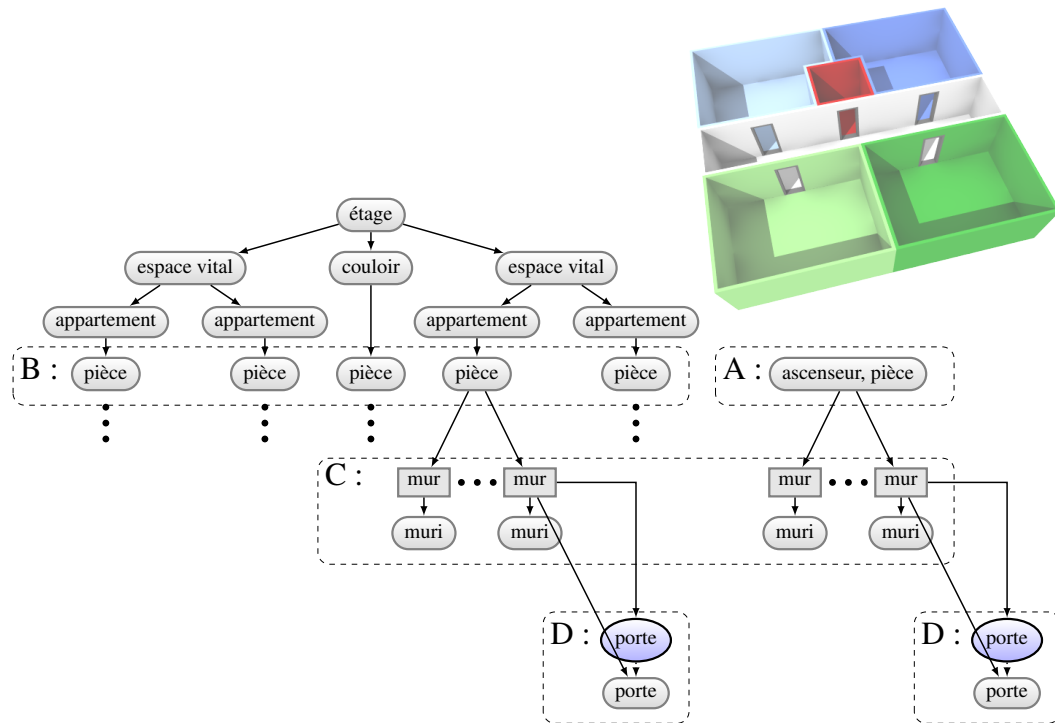 étage
espace vital couloir espace vital
appartement appartement appartement appartement
B : pièce pièce pièce pièce pièce A : ascenseur, pièce
C : mur mur mur mur
muri muri muri muri
D : porte D : porte
porte porte